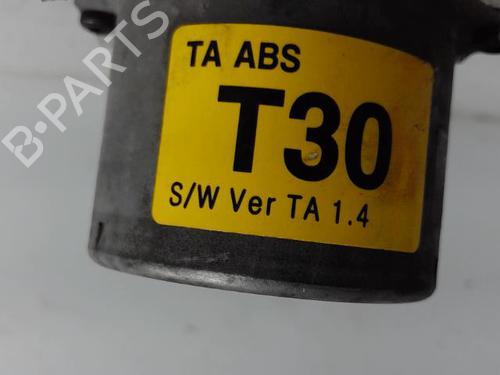 B-PARTS
TA ABS
T30
S/W Ver TA 1.4